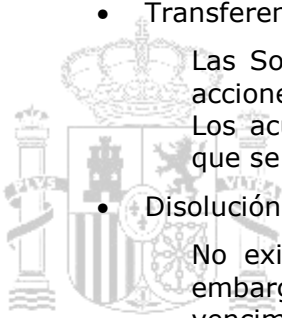 • Transferen
Las So
accione
Los acu
que se
• Disolución
No exi
embarg
vencim
PLVS
VLTRA